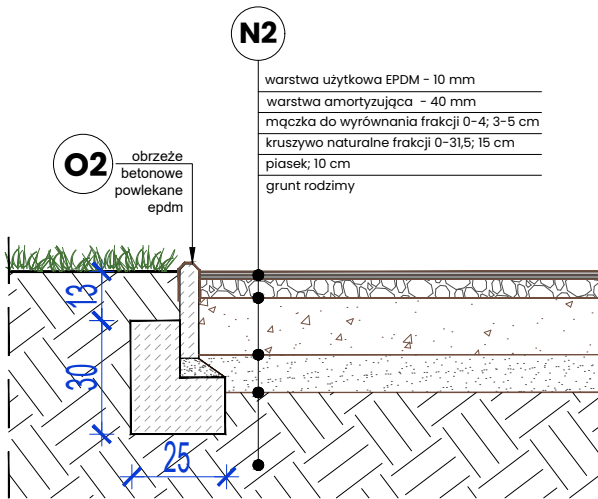 N2
warstwa użytkowa EPDM - 10 mm
warstwa amortyzująca - 40 mm
mączka do wyrównania frakcji 0-4; 3-5 cm
kruszywo naturalne frakcji 0-31,5; 15 cm
piasek; 10 cm
grunt rodzimy
O2
obrzeże
betonowe
powlekane
epdm
13
30
25